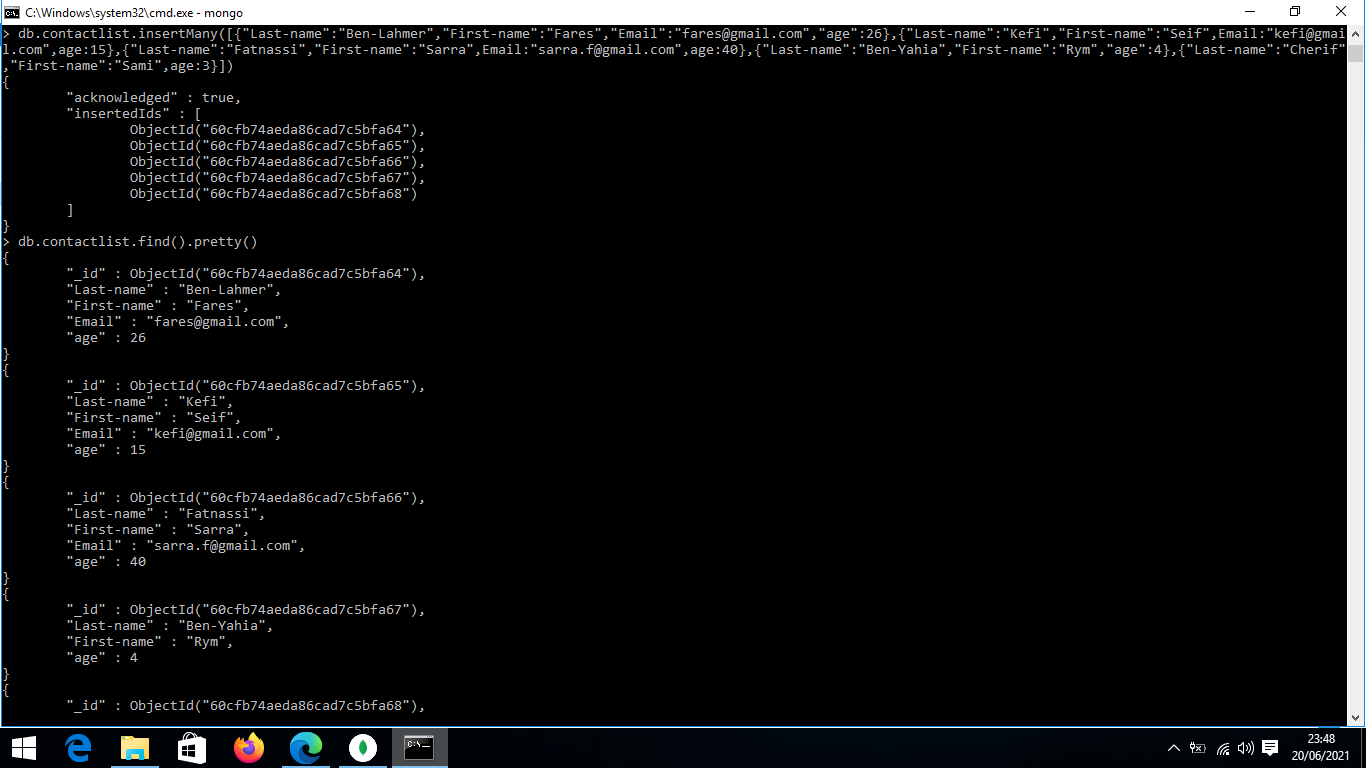 C:\Windows\system32\cmd.exe - mongo
> db.contactlist.insertMany([{"Last-name":"Ben-Lahmer","First-name":"Fares","Email":"fares@gmail.com","age":26},{"Last-name":"Kefi","First-name":"Seif",Email:"kefi@gmai
l.com",age:15},{"Last-name":"Fatnassi","First-name":"Sarra",Email:"sarra.f@gmail.com",age:40},{"Last-name":"Ben-Yahia","First-name":"Rym","age":4},{"Last-name":"Cherif"
,"First-name":"Sami",age:3}])
{
"acknowledged" : true,
"insertedIds" : [
ObjectId("60cfb74aeda86cad7c5bfa64"),
ObjectId("60cfb74aeda86cad7c5bfa65"),
ObjectId("60cfb74aeda86cad7c5bfa66"),
ObjectId("60cfb74aeda86cad7c5bfa67"),
ObjectId("60cfb74aeda86cad7c5bfa68")
]
}
> db.contactlist.find().pretty()
{
"_id" : ObjectId("60cfb74aeda86cad7c5bfa64"),
"Last-name" : "Ben-Lahmer",
"First-name" : "Fares",
"Email" : "fares@gmail.com",
"age" : 26
}
{
"_id" : ObjectId("60cfb74aeda86cad7c5bfa65"),
"Last-name" : "Kefi",
"First-name" : "Seif",
"Email" : "kefi@gmail.com",
"age" : 15
}
{
"_id" : ObjectId("60cfb74aeda86cad7c5bfa66"),
"Last-name" : "Fatnassi",
"First-name" : "Sarra",
"Email" : "sarra.f@gmail.com",
"age" : 40
}
{
"_id" : ObjectId("60cfb74aeda86cad7c5bfa67"),
"Last-name" : "Ben-Yahia",
"First-name" : "Rym",
"age" : 4
}
{
"_id" : ObjectId("60cfb74aeda86cad7c5bfa68"),
23:48
20/06/2021